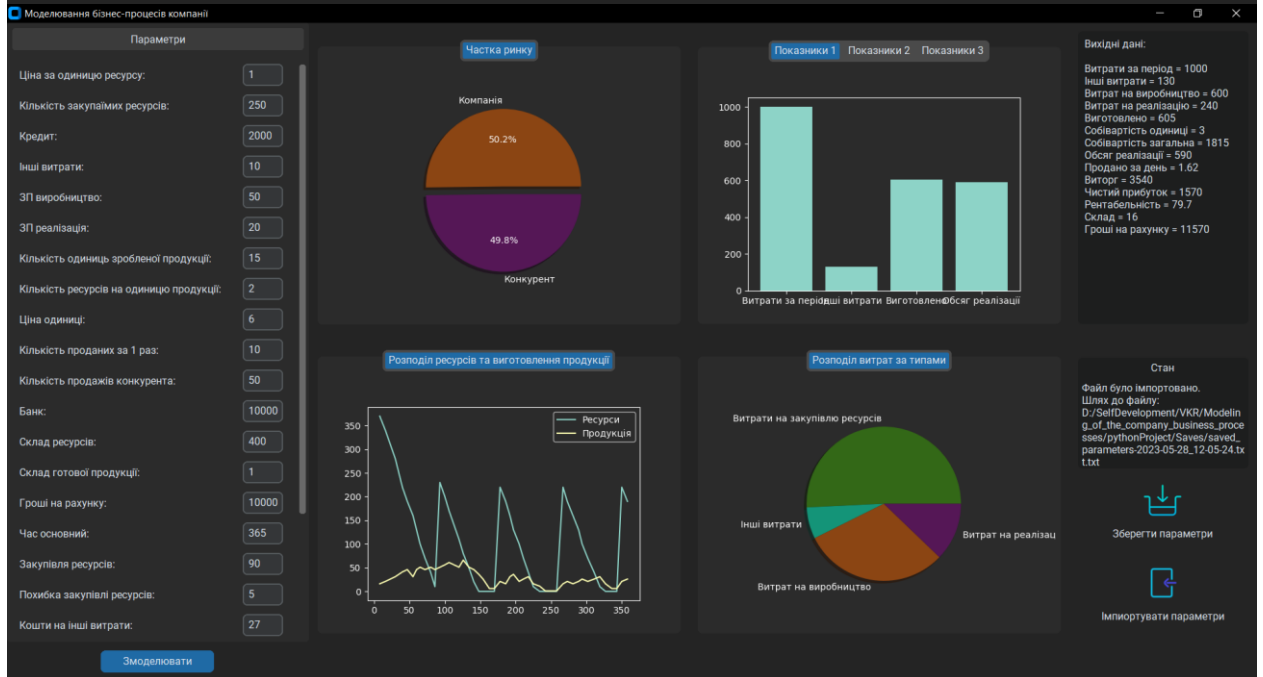 Моделювання бізнес-процесів компанії
Параметри
Ціна за одиницю ресурсу:
1
Кількість закупаїмих ресурсів:
250
Кредит:
2000
Інші витрати:
10
ЗП виробництво:
50
ЗП реалізація:
20
Кількість одиниць зробленої продукції:
15
Кількість ресурсів на одиницю продукції:
2
Ціна одиниці:
6
Кількість проданих за 1 раз:
10
Кількість продажів конкурента:
50
Банк:
10000
Склад ресурсів:
400
Склад готової продукції:
1
Гроші на рахунку:
10000
Час основний:
365
Закупівля ресурсів:
90
Похибка закупівлі ресурсів:
5
Кошти на інші витрати:
27
Змоделювати
Частка ринку
Компанія
50.2%
49.8%
Конкурент
Показники 1 Показники 2 Показники 3
1000
800
600
400
200
0
Витрати за період
Інші витрати
Виготовлено
Обсяг реалізації
Розподіл ресурсів та виготовлення продукції
Ресурси
Продукція
350
300
250
200
150
100
50
0
0 50 100 150 200 250 300 350
Розподіл витрат за типами
Витрати на закупівлю ресурсів
Інші витрати
Витрат на виробництво
Витрат на реалізац
Вихідні дані:
Витрати за період = 1000
Інші витрати = 130
Витрат на виробництво = 600
Витрат на реалізацію = 240
Виготовлено = 605
Собівартість одиниці = 3
Собівартість загальна = 1815
Обсяг реалізації = 590
Продано за день = 1.62
Виторг = 3540
Чистий прибуток = 1570
Рентабельність = 79.7
Склад = 16
Гроші на рахунку = 11570
Стан
Файл було імпортовано.
Шлях до файлу:
D:/SelfDevelopment/VKR/Modelin
g_of_the_company_business_proce
sses/pythonProject/Saves/saved_
parameters-2023-05-28_12-05-24.tx
t.txt
Зберегти параметри
Імпиортувати параметри